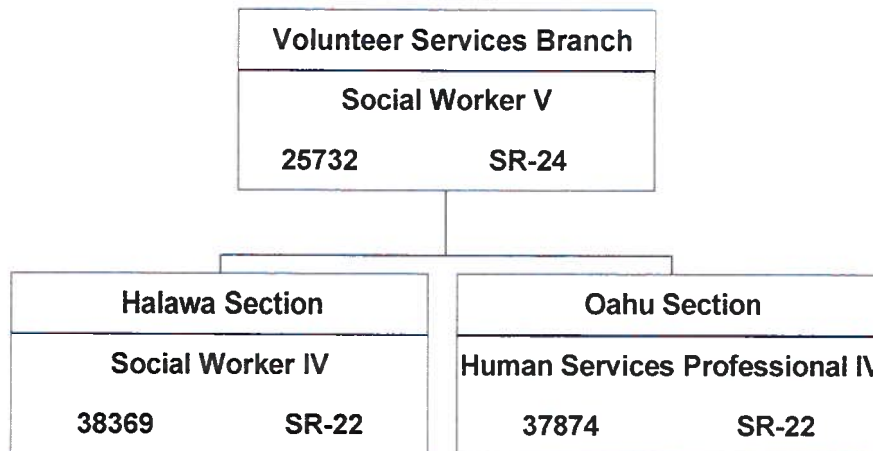 Volunteer Services Branch
Social Worker V
25732 SR-24
Halawa Section
Social Worker IV
38369 SR-22
Oahu Section
Human Services Professional IV
37874 SR-22